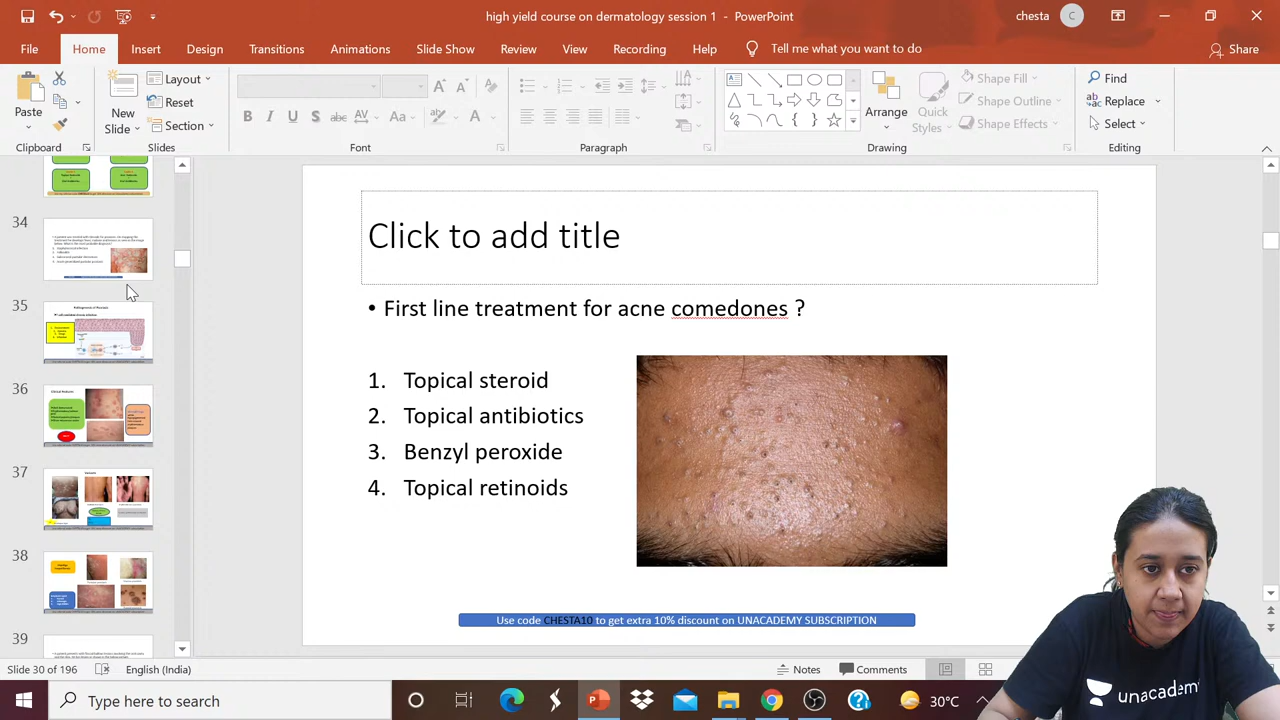 high yield course on dermatology session 1 - PowerPoint
chesta C
File Home Insert Design Transitions Animations Slide Show Review View Recording Help Tell me what you want to do Share
Paste
New
Slide
Layout
Reset
Section
B I U S abc AV Aa A
Arrange
Quick
Styles
Shape Fill
Shape Outline
Shape Effects
Find
Replace
Select
Clipboard Slides Font Paragraph Drawing Editing
34
35
36
37
38
39
Click to add title
• First line treatment for acne comedones ?
1. Topical steroid
2. Topical antibiotics
3. Benzyl peroxide
4. Topical retinoids
Use code CHESTA10 to get extra 10% discount on UNACADEMY SUBSCRIPTION
unacademy
Slide 30 of 196 English (India) Notes Comments
Type here to search
30°C